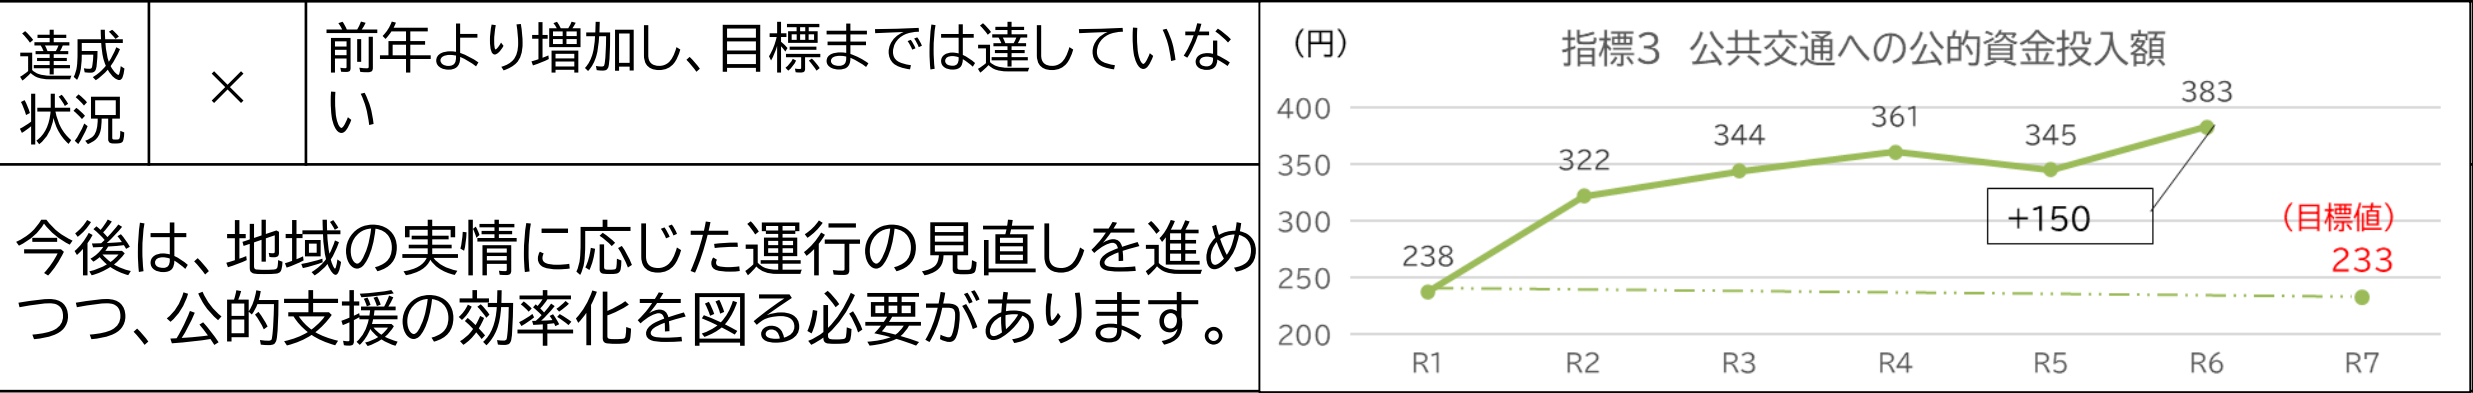 達成
状況
×
前年より増加し、目標までは達していな
い
今後は、地域の実情に応じた運行の見直しを進め
つつ、公的支援の効率化を図る必要があります。
（円）
指標３　公共交通への公的資金投入額
400
350
300
250
200
238
322
344
361
345
383
+150
（目標値）
233
R1
R2
R3
R4
R5
R6
R7